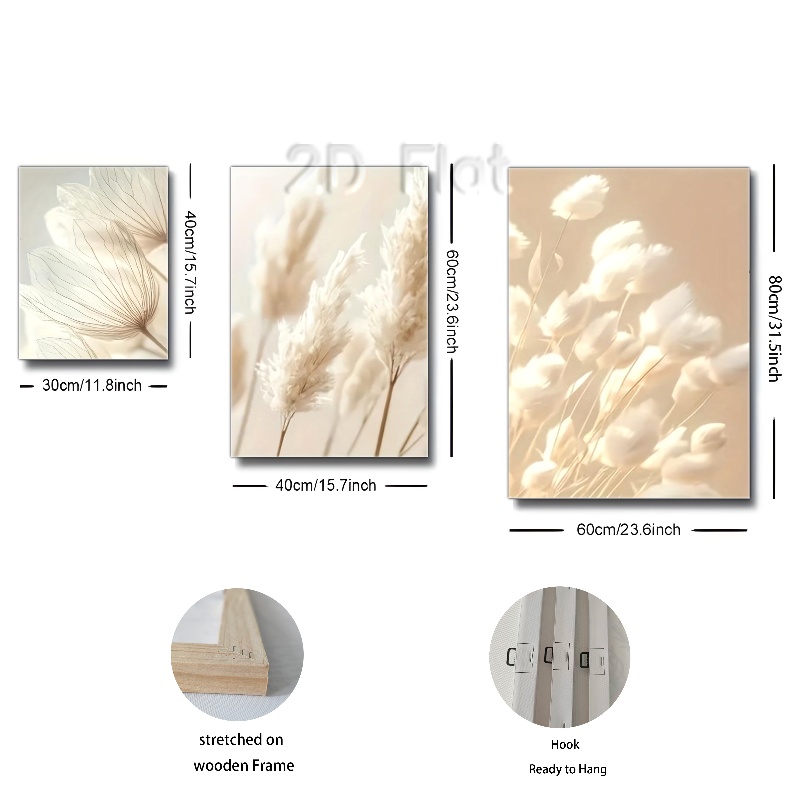 2D Flat
40cm/15.7inch
30cm/11.8inch
60cm/23.6inch
40cm/15.7inch
80cm/31.5inch
60cm/23.6inch
stretched on
wooden Frame
Hook
Ready to Hang